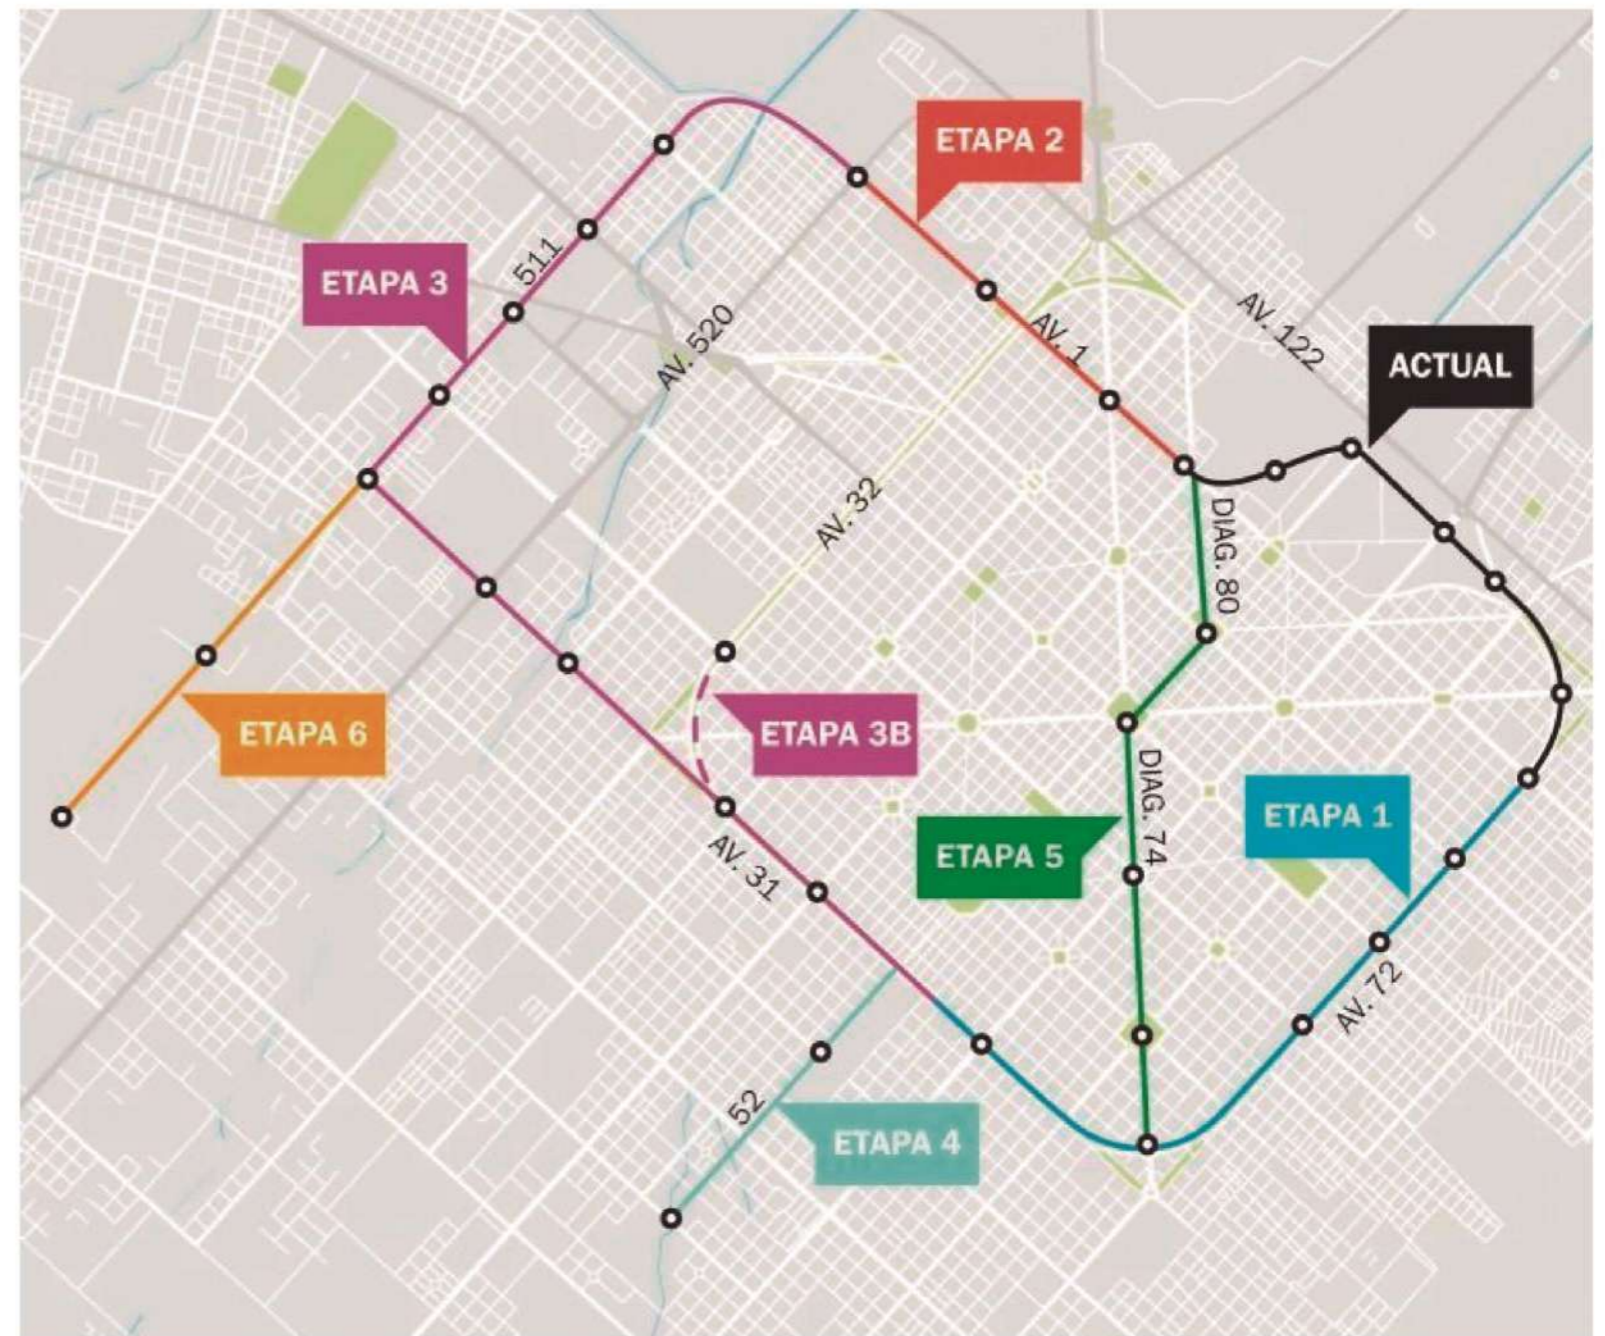 ETAPA 2
ETAPA 3
511
AV. 520
AV. 1
AV. 122
ACTUAL
AV. 32
DIAG. 80
ETAPA 6
ETAPA 3B
DIAG. 74
ETAPA 1
ETAPA 5
AV. 31
AV. 72
52
ETAPA 4